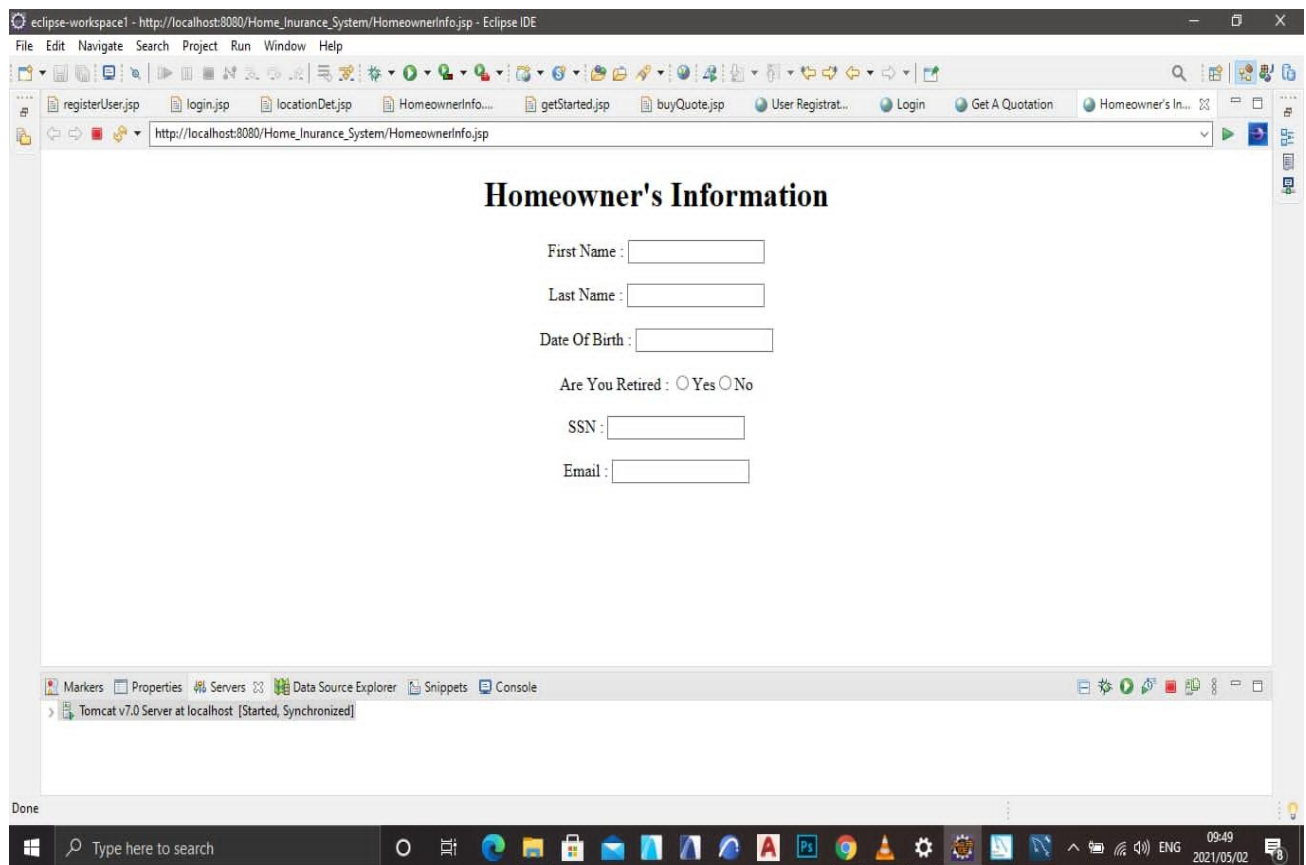 eclipse-workspace1 - http://localhost:8080/Home_Inurance_System/HomeownerInfo.jsp - Eclipse IDE
File Edit Navigate Search Project Run Window Help
registerUser.jsp login.jsp locationDet.jsp HomeownerInfo.... getStarted.jsp buyQuote.jsp User Registrat... Login Get A Quotation Homeowner's In...
http://localhost:8080/Home_Inurance_System/HomeownerInfo.jsp
Homeowner's Information
First Name :
Last Name :
Date Of Birth :
Are You Retired : Yes No
SSN :
Email :
Markers Properties Servers Data Source Explorer Snippets Console
Tomcat v7.0 Server at localhost [Started, Synchronized]
Done
Type here to search
A Ps ENG 09:49
2021/05/02 8